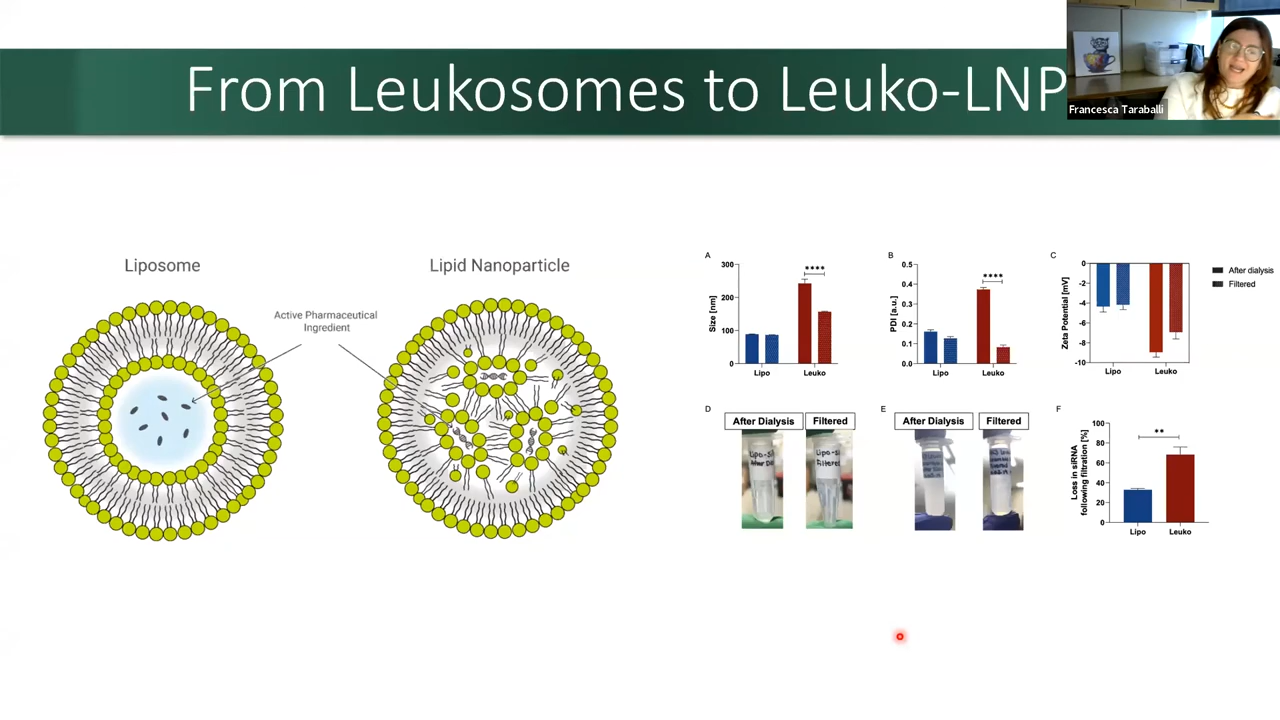 From Leukosomes to Leuko-LNP
Francesca Taraballi
Liposome
Lipid Nanoparticle
Active Pharmaceutical
Ingredient
A
Size [nm]
300
200
100
0
****
Lipo
Leuko
B
PDI [a.u.]
0.5
0.4
0.3
0.2
0.1
0.0
****
Lipo
Leuko
C
Zeta Potential [mV]
0
-2
-4
-6
-8
-10
Lipo
Leuko
After dialysis
Filtered
D
After Dialysis
Filtered
Filtered
E
After Dialysis
Filtered
F
Loss in siRNA
following filtration [%]
100
80
60
40
20
0
**
Lipo
Leuko